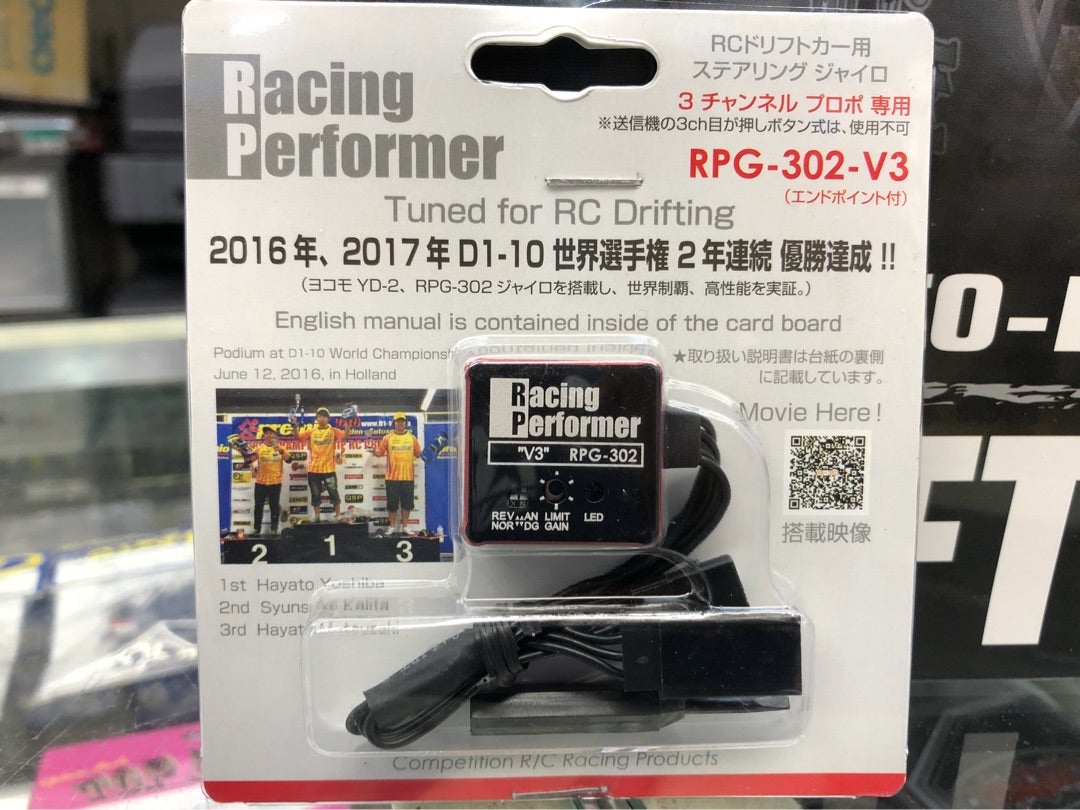 Racing
Performer
RCドリフトカー用
ステアリング ジャイロ
3 チャンネル プロポ 専用
※送信機の3ch目が押しボタン式は、使用不可
RPG-302-V3
(エンドポイント付)
Tuned for RC Drifting
2016年、2017年 D1-10 世界選手権 2年連続 優勝達成!!
(ヨコモ YD-2、RPG-302 ジャイロを搭載し、世界制覇、高性能を実証。)
English manual is contained inside of the card board
Podium at D1-10 World Championsh
June 12, 2016, in Holland
★取り扱い説明書は台紙の裏側
に記載しています。
Movie Here!
搭載映像
Racing
Performer
"V3" RPG-302
REV AN LIMIT
NOR DG GAIN LED
2 1 3
1st Hayato Yoshiba
2nd
3rd Hayato
Competition R/C Racing Products